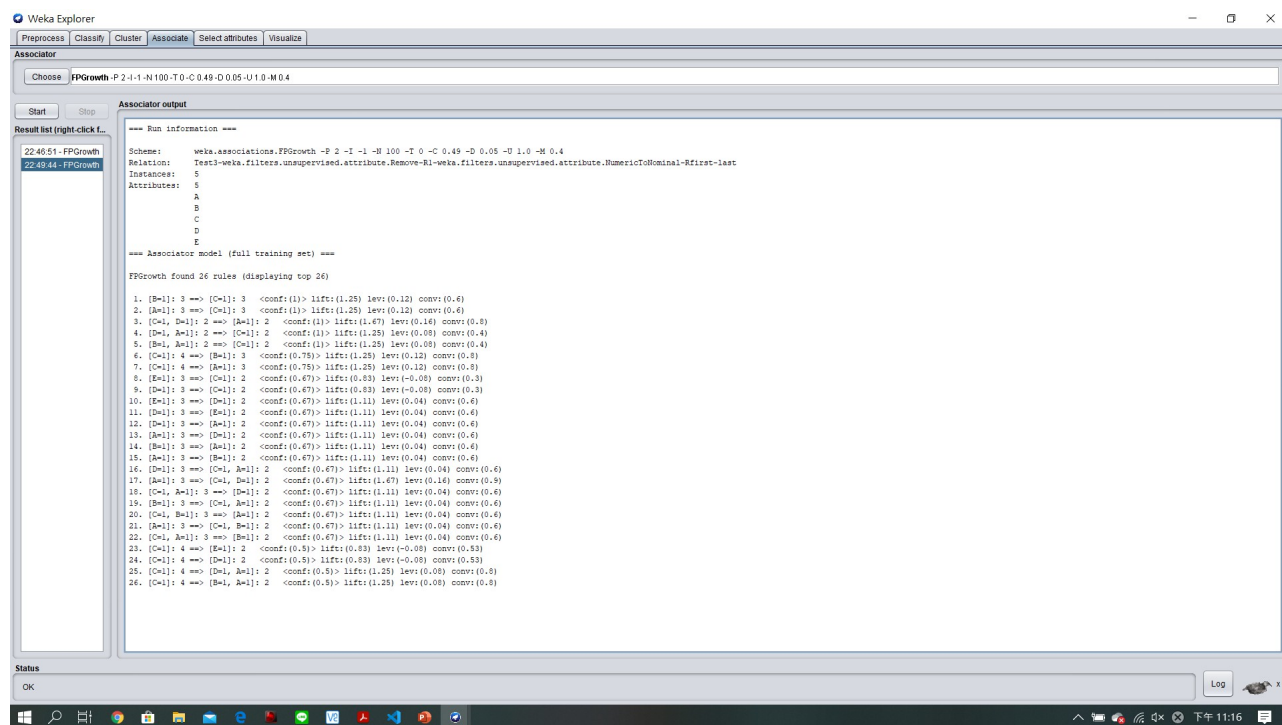 Weka Explorer
Preprocess Classify Cluster Associate Select attributes Visualize
Associator
Choose FPGrowth -P 2 -I -1 -N 100 -T 0 -C 0.49 -D 0.05 -U 1.0 -M 0.4
Start Stop
Result list (right-click f...
22:46:51 - FPGrowth
22:49:44 - FPGrowth
Associator output
=== Run information ===
Scheme: weka.associations.FPGrowth -P 2 -I -1 -N 100 -T 0 -C 0.49 -D 0.05 -U 1.0 -M 0.4
Relation: Test3-weka.filters.unsupervised.attribute.Remove-R1-weka.filters.unsupervised.attribute.NumericToNominal-Rfirst-last
Instances: 5
Attributes: 5
A
B
C
D
E
=== Associator model (full training set) ===
FPGrowth found 26 rules (displaying top 26)
1. [B=1]: 3 ==> [C=1]: 3 <conf:(1)> lift:(1.25) lev:(0.12) conv:(0.6)
2. [A=1]: 3 ==> [C=1]: 3 <conf:(1)> lift:(1.25) lev:(0.12) conv:(0.6)
3. [C=1, D=1]: 2 ==> [A=1]: 2 <conf:(1)> lift:(1.67) lev:(0.16) conv:(0.8)
4. [D=1, A=1]: 2 ==> [C=1]: 2 <conf:(1)> lift:(1.25) lev:(0.08) conv:(0.4)
5. [B=1, A=1]: 2 ==> [C=1]: 2 <conf:(1)> lift:(1.25) lev:(0.08) conv:(0.4)
6. [C=1]: 4 ==> [B=1]: 3 <conf:(0.75)> lift:(1.25) lev:(0.12) conv:(0.8)
7. [C=1]: 4 ==> [A=1]: 3 <conf:(0.75)> lift:(1.25) lev:(0.12) conv:(0.8)
8. [E=1]: 3 ==> [C=1]: 2 <conf:(0.67)> lift:(0.83) lev:(-0.08) conv:(0.3)
9. [D=1]: 3 ==> [C=1]: 2 <conf:(0.67)> lift:(0.83) lev:(-0.08) conv:(0.3)
10. [E=1]: 3 ==> [D=1]: 2 <conf:(0.67)> lift:(1.11) lev:(0.04) conv:(0.6)
11. [D=1]: 3 ==> [E=1]: 2 <conf:(0.67)> lift:(1.11) lev:(0.04) conv:(0.6)
12. [D=1]: 3 ==> [A=1]: 2 <conf:(0.67)> lift:(1.11) lev:(0.04) conv:(0.6)
13. [A=1]: 3 ==> [D=1]: 2 <conf:(0.67)> lift:(1.11) lev:(0.04) conv:(0.6)
14. [B=1]: 3 ==> [A=1]: 2 <conf:(0.67)> lift:(1.11) lev:(0.04) conv:(0.6)
15. [A=1]: 3 ==> [B=1]: 2 <conf:(0.67)> lift:(1.11) lev:(0.04) conv:(0.6)
16. [D=1]: 3 ==> [C=1, A=1]: 2 <conf:(0.67)> lift:(1.11) lev:(0.04) conv:(0.6)
17. [A=1]: 3 ==> [C=1, D=1]: 2 <conf:(0.67)> lift:(1.67) lev:(0.16) conv:(0.9)
18. [C=1, A=1]: 3 ==> [D=1]: 2 <conf:(0.67)> lift:(1.11) lev:(0.04) conv:(0.6)
19. [B=1]: 3 ==> [C=1, A=1]: 2 <conf:(0.67)> lift:(1.11) lev:(0.04) conv:(0.6)
20. [C=1, B=1]: 3 ==> [A=1]: 2 <conf:(0.67)> lift:(1.11) lev:(0.04) conv:(0.6)
21. [A=1]: 3 ==> [C=1, B=1]: 2 <conf:(0.67)> lift:(1.11) lev:(0.04) conv:(0.6)
22. [C=1, A=1]: 3 ==> [B=1]: 2 <conf:(0.67)> lift:(1.11) lev:(0.04) conv:(0.6)
23. [C=1]: 4 ==> [E=1]: 2 <conf:(0.5)> lift:(0.83) lev:(-0.08) conv:(0.53)
24. [C=1]: 4 ==> [D=1]: 2 <conf:(0.5)> lift:(0.83) lev:(-0.08) conv:(0.53)
25. [C=1]: 4 ==> [D=1, A=1]: 2 <conf:(0.5)> lift:(1.25) lev:(0.08) conv:(0.8)
26. [C=1]: 4 ==> [B=1, A=1]: 2 <conf:(0.5)> lift:(1.25) lev:(0.08) conv:(0.8)
Status
OK
Log
x 
下午 11:16